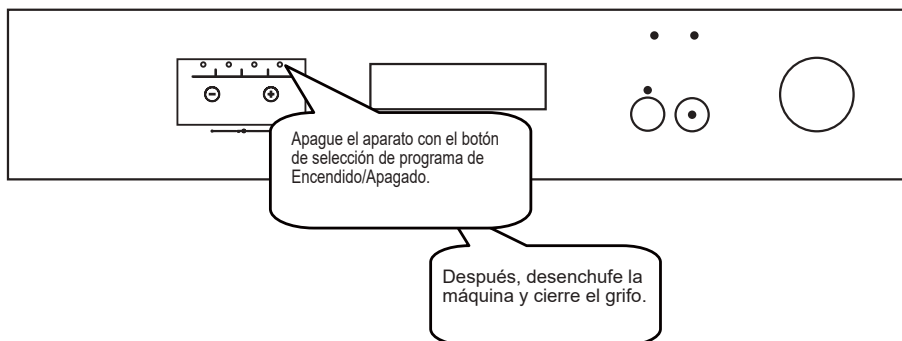 Apague el aparato con el botón
de selección de programa de
Encendido/Apagado.
Después, desenchufe la
máquina y cierre el grifo.